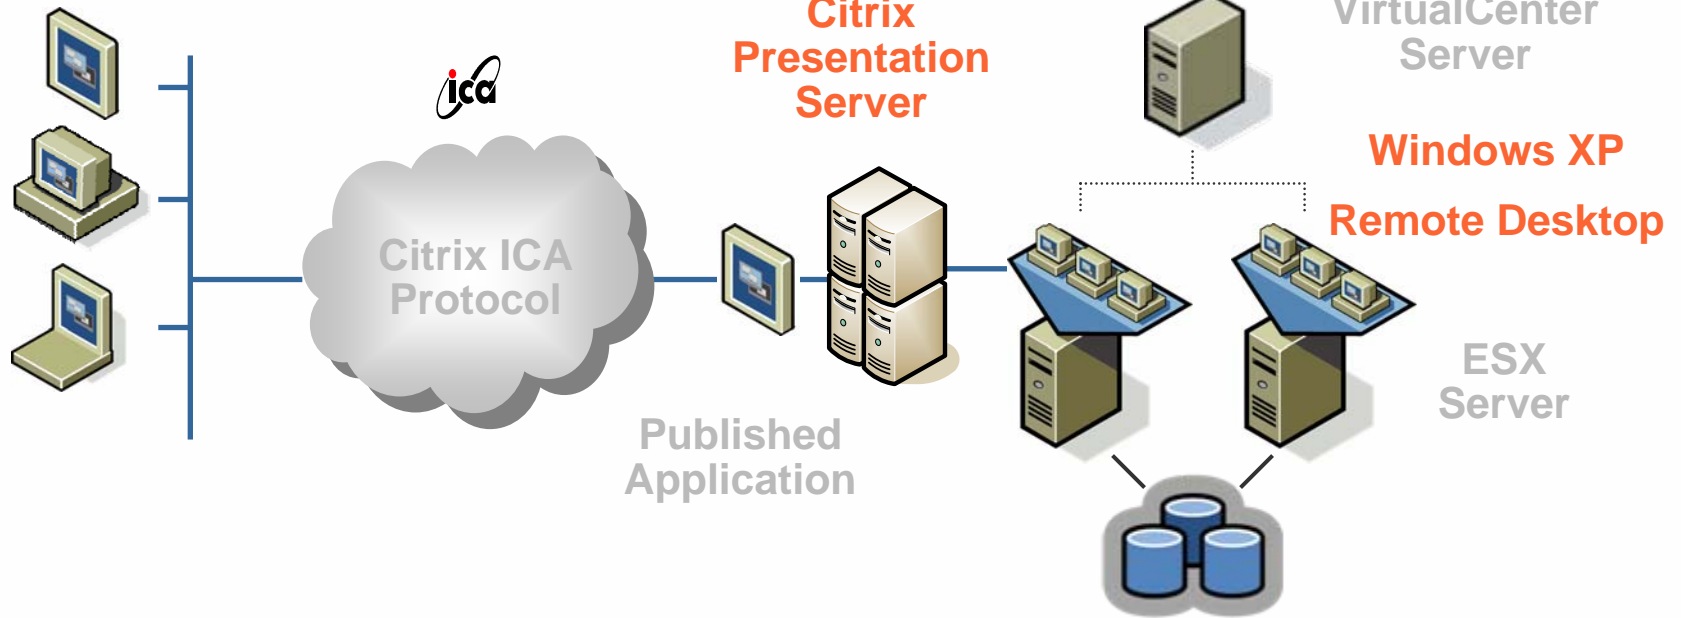 Citrix
Presentation
Server
VirtualCenter
Server
ica
Windows XP
Remote Desktop
Citrix ICA
Protocol
ESX
Server
Published
Application